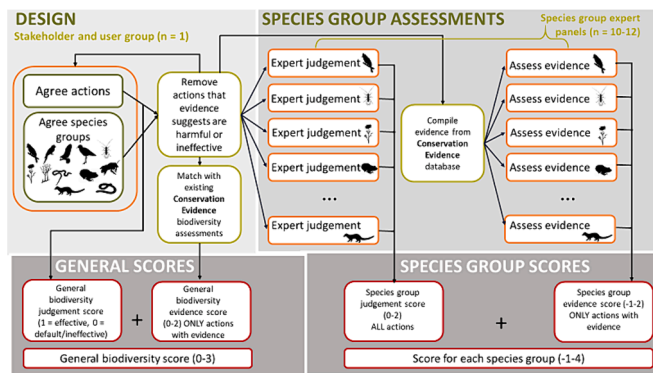 DESIGN
Stakeholder and user group (n = 1)
Agree actions
Agree species
groups
Remove
actions that
evidence
suggests are
harmful or
ineffective
Match with
existing
Conservation
Evidence
biodiversity
assessments
SPECIES GROUP ASSESSMENTS
Species group expert
panels (n = 10-12)
Expert judgement
Expert judgement
Expert judgement
Expert judgement
...
Expert judgement
Compile
evidence from
Conservation
Evidence
database
Assess evidence
Assess evidence
Assess evidence
Assess evidence
...
Assess evidence
GENERAL SCORES
General
biodiversity
judgement score
(1 = effective, 0 =
default/ineffective)
+
General
biodiversity
evidence score
(0-2) ONLY actions
with evidence
General biodiversity score (0-3)
SPECIES GROUP SCORES
Species group
judgement score
(0-2)
ALL actions
+
Species group
evidence score (-1-2)
ONLY actions with
evidence
Score for each species group (-1-4)